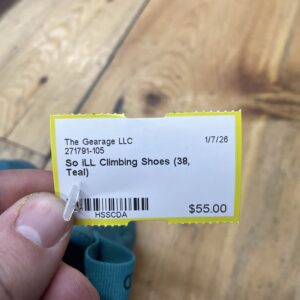 The Gearage LLC 1/7/26
271791-105
So iLL Climbing Shoes (38,
Teal)
HSSCDA
$55.00